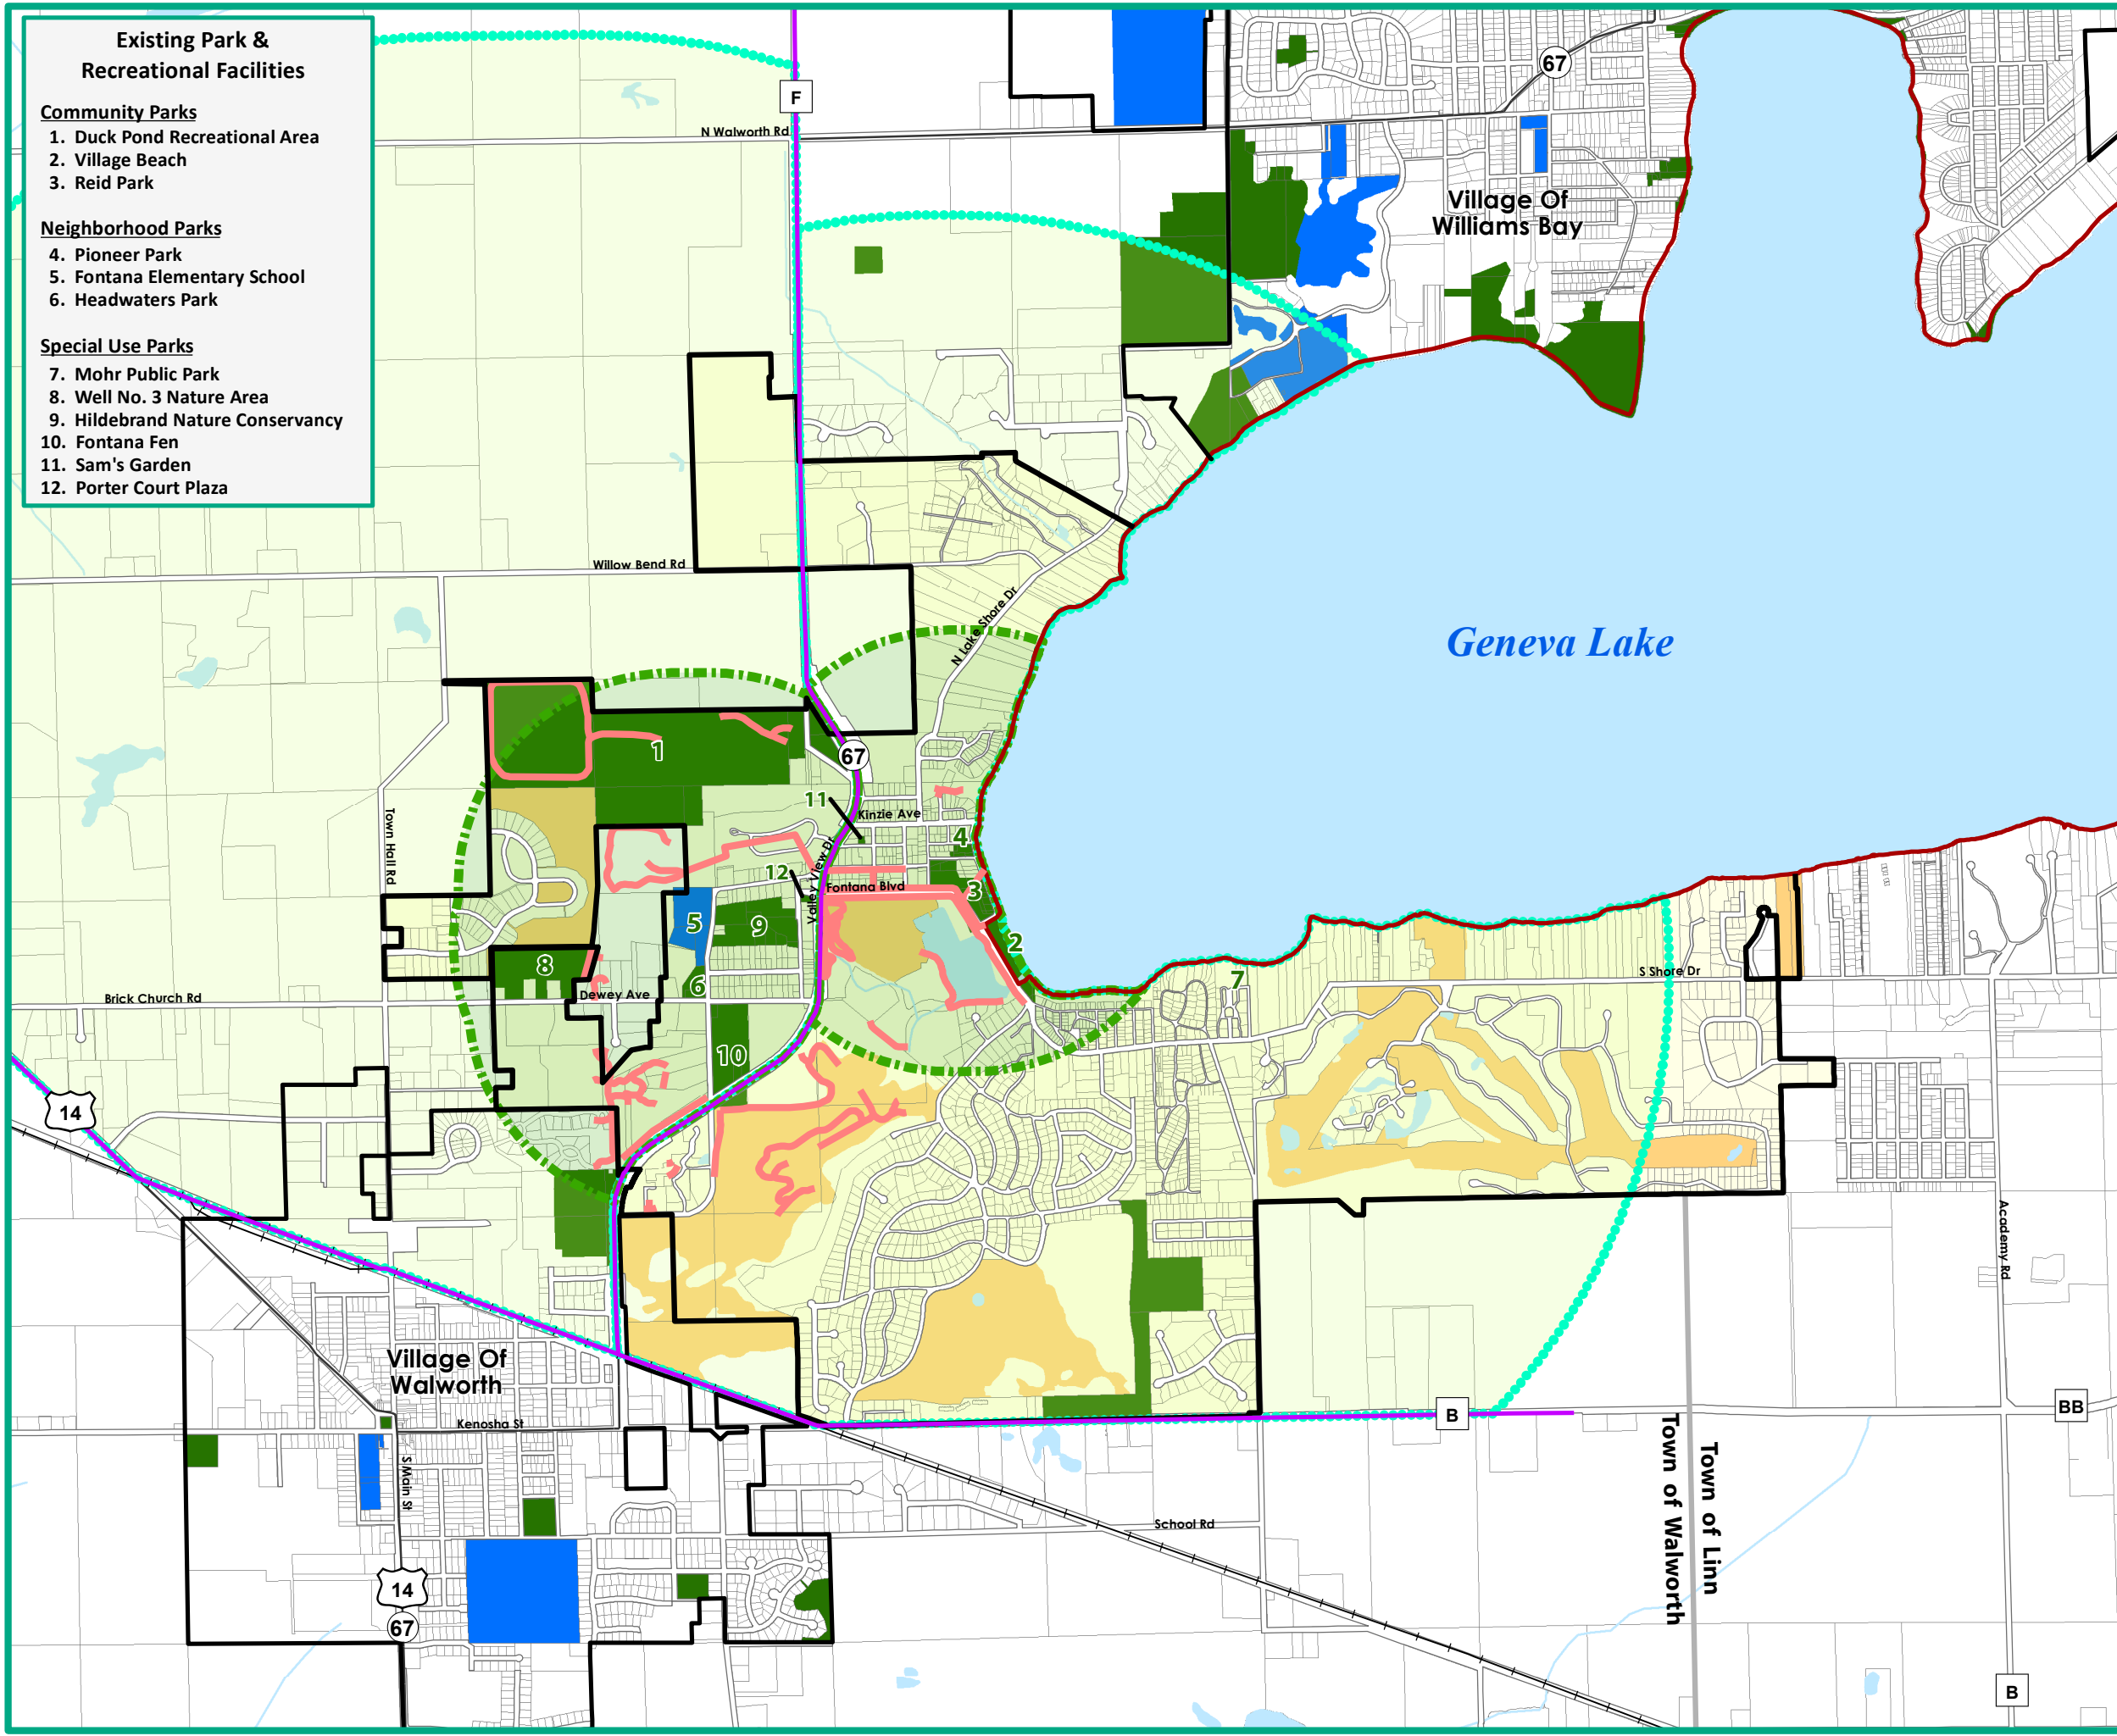 Existing Park &
Recreational Facilities
Community Parks
1. Duck Pond Recreational Area
2. Village Beach
3. Reid Park
Neighborhood Parks
4. Pioneer Park
5. Fontana Elementary School
6. Headwaters Park
Special Use Parks
7. Mohr Public Park
8. Well No. 3 Nature Area
9. Hildebrand Nature Conservancy
10. Fontana Fen
11. Sam's Garden
12. Porter Court Plaza
F
67
N Walworth Rd
Village Of
Williams Bay
Willow Bend Rd
N Lake Shore Dr
Geneva Lake
1
67
11
Kinzie Ave
Town Hall Rd
4
Valley View Dr
12
Fontana Blvd
3
5
9
2
8
6
7
S Shore Dr
Dewey Ave
Brick Church Rd
10
14
Academy Rd
Village Of
Walworth
Kenosha St
B
BB
S Main St
Town of Walworth
Town of Linn
School Rd
14
67
B